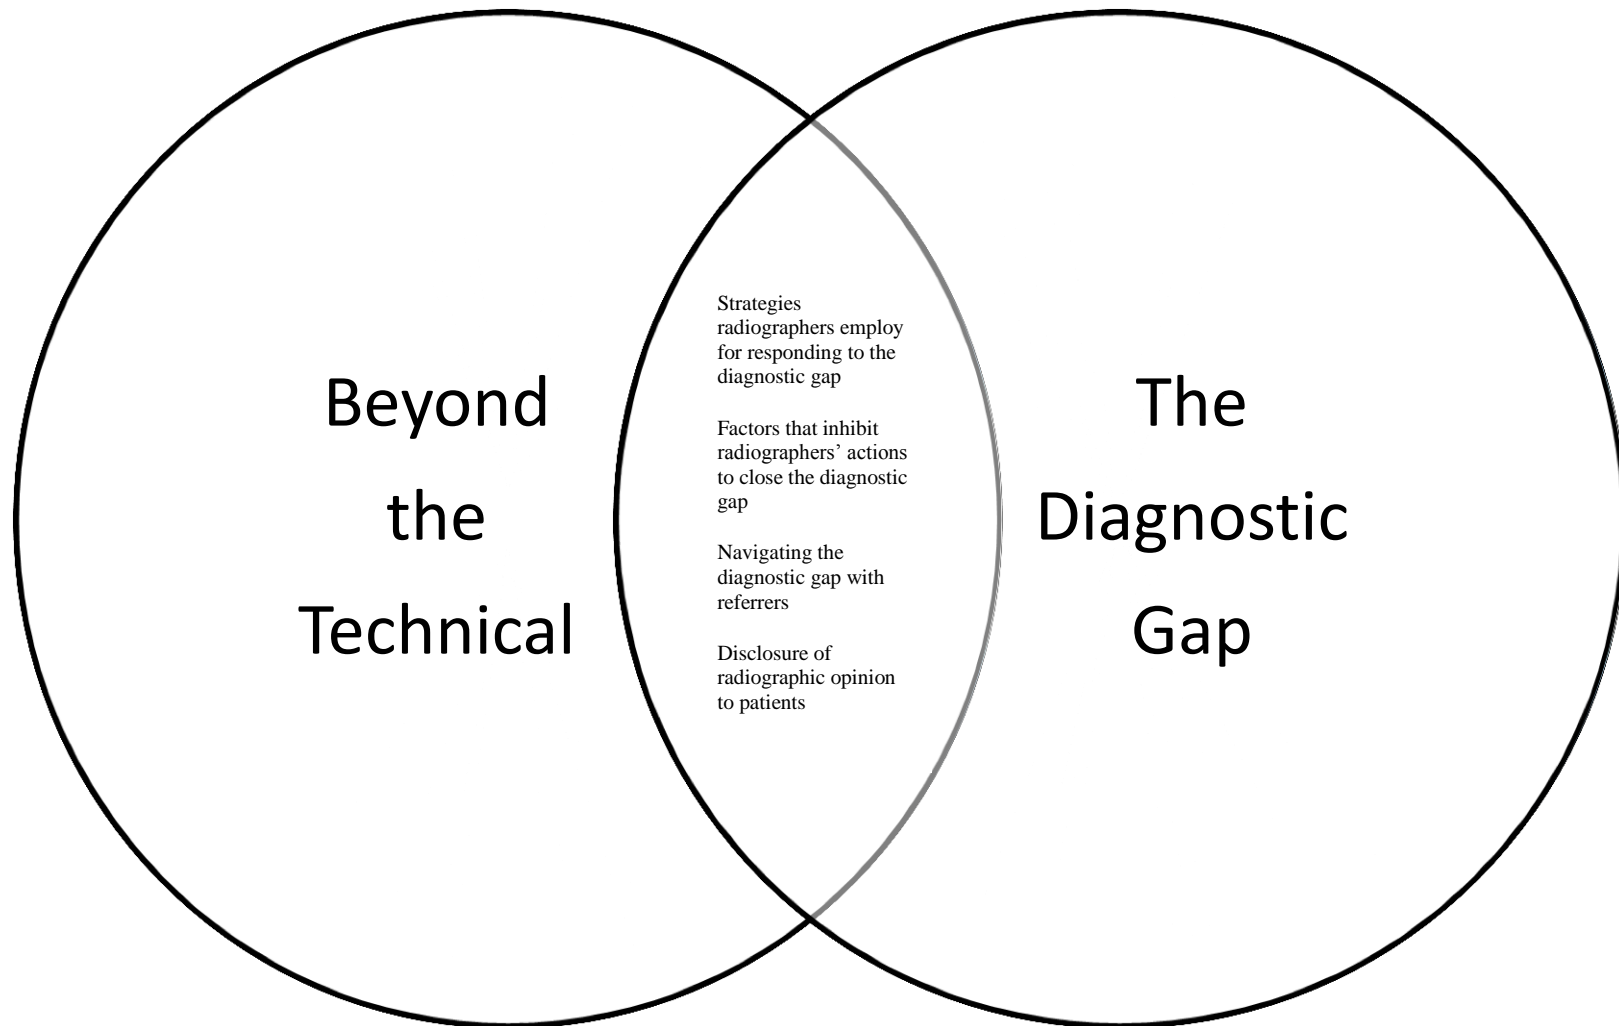 Beyond
the
Technical
Strategies
radiographers employ
for responding to the
diagnostic gap
Factors that inhibit
radiographers’ actions
to close the diagnostic
gap
Navigating the
diagnostic gap with
referrers
Disclosure of
radiographic opinion
to patients
The
Diagnostic
Gap